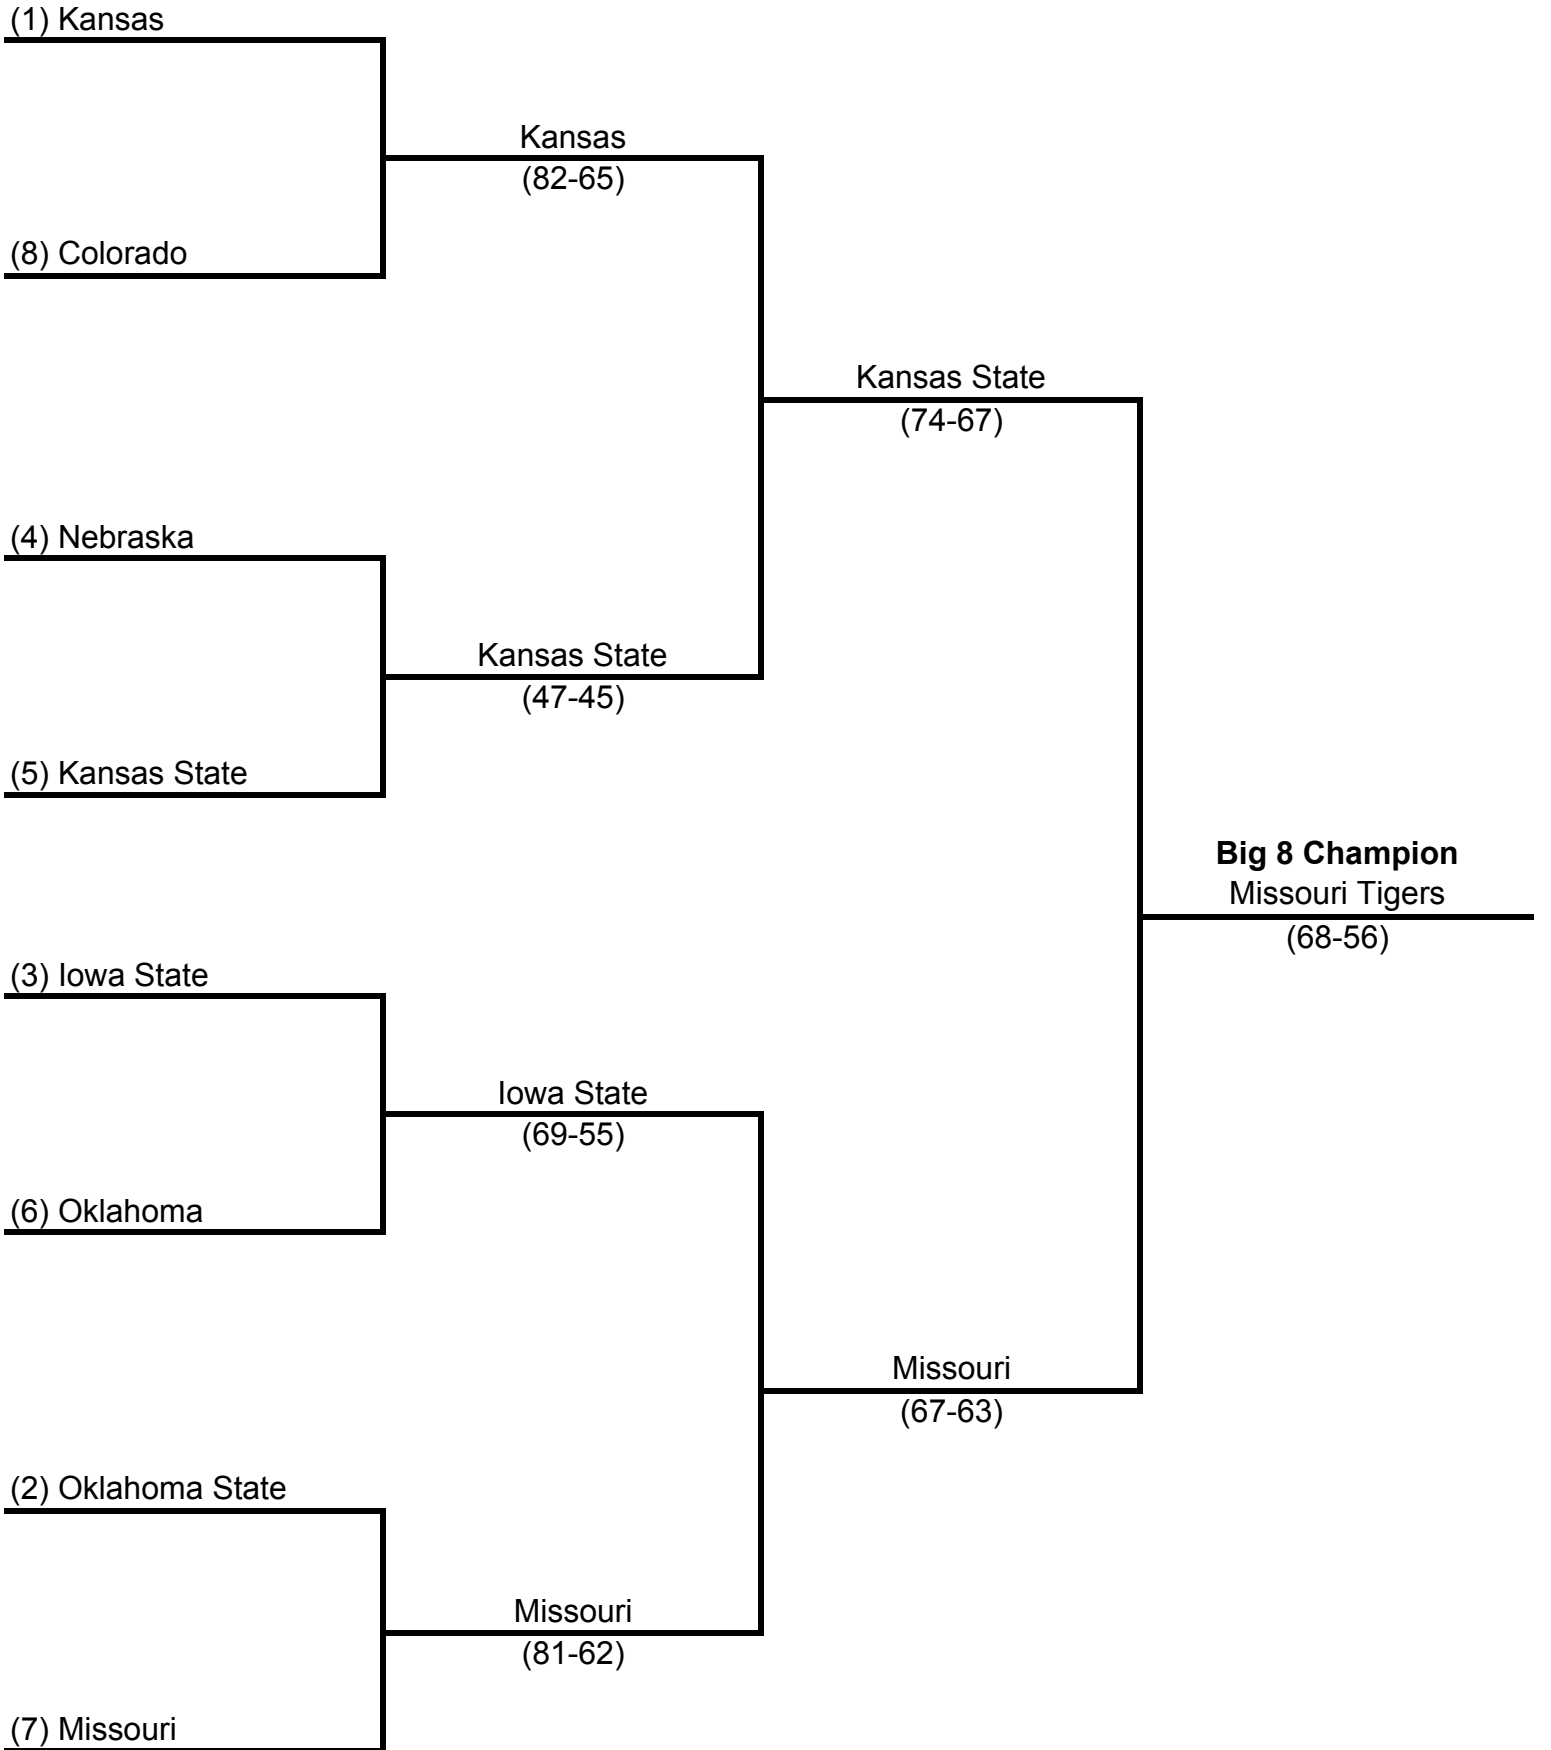 (1) Kansas
Kansas
(82-65)
(8) Colorado
Kansas State
(74-67)
(4) Nebraska
Kansas State
(47-45)
(5) Kansas State
Big 8 Champion
Missouri Tigers
(68-56)
(3) Iowa State
Iowa State
(69-55)
(6) Oklahoma
Missouri
(67-63)
(2) Oklahoma State
Missouri
(81-62)
(7) Missouri